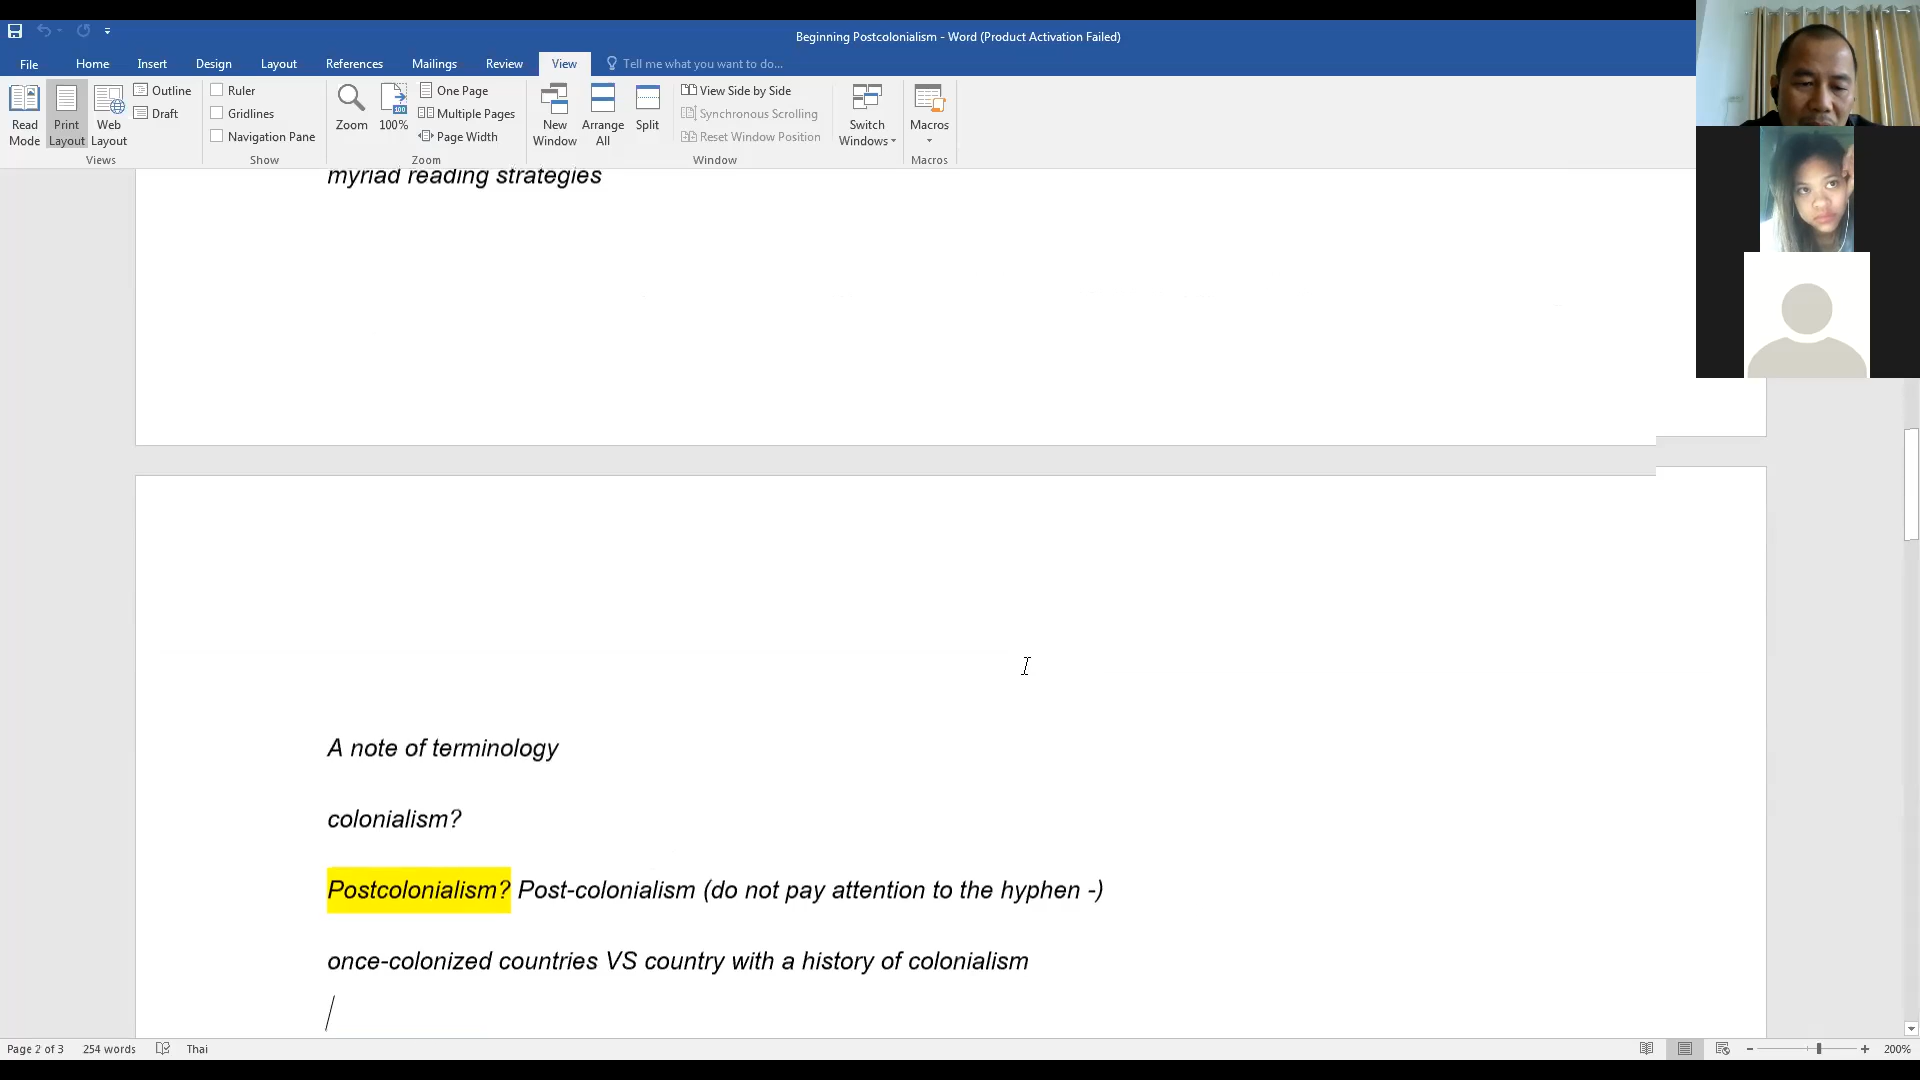 Beginning Postcolonialism - Word (Product Activation Failed)
File Home Insert Design Layout References Mailings Review View Tell me what you want to do...
Read Mode
Print Layout
Web Layout
Outline
Draft
Views
Ruler
Gridlines
Navigation Pane
Show
Zoom
100
100%
One Page
Multiple Pages
Page Width
Zoom
New Window
Arrange All
Split
View Side by Side
Synchronous Scrolling
Reset Window Position
Window
Switch Windows
Macros
Macros
myriad reading strategies
A note of terminology
colonialism?
Postcolonialism? Post-colonialism (do not pay attention to the hyphen -)
once-colonized countries VS country with a history of colonialism
Page 2 of 3 254 words Thai 200%